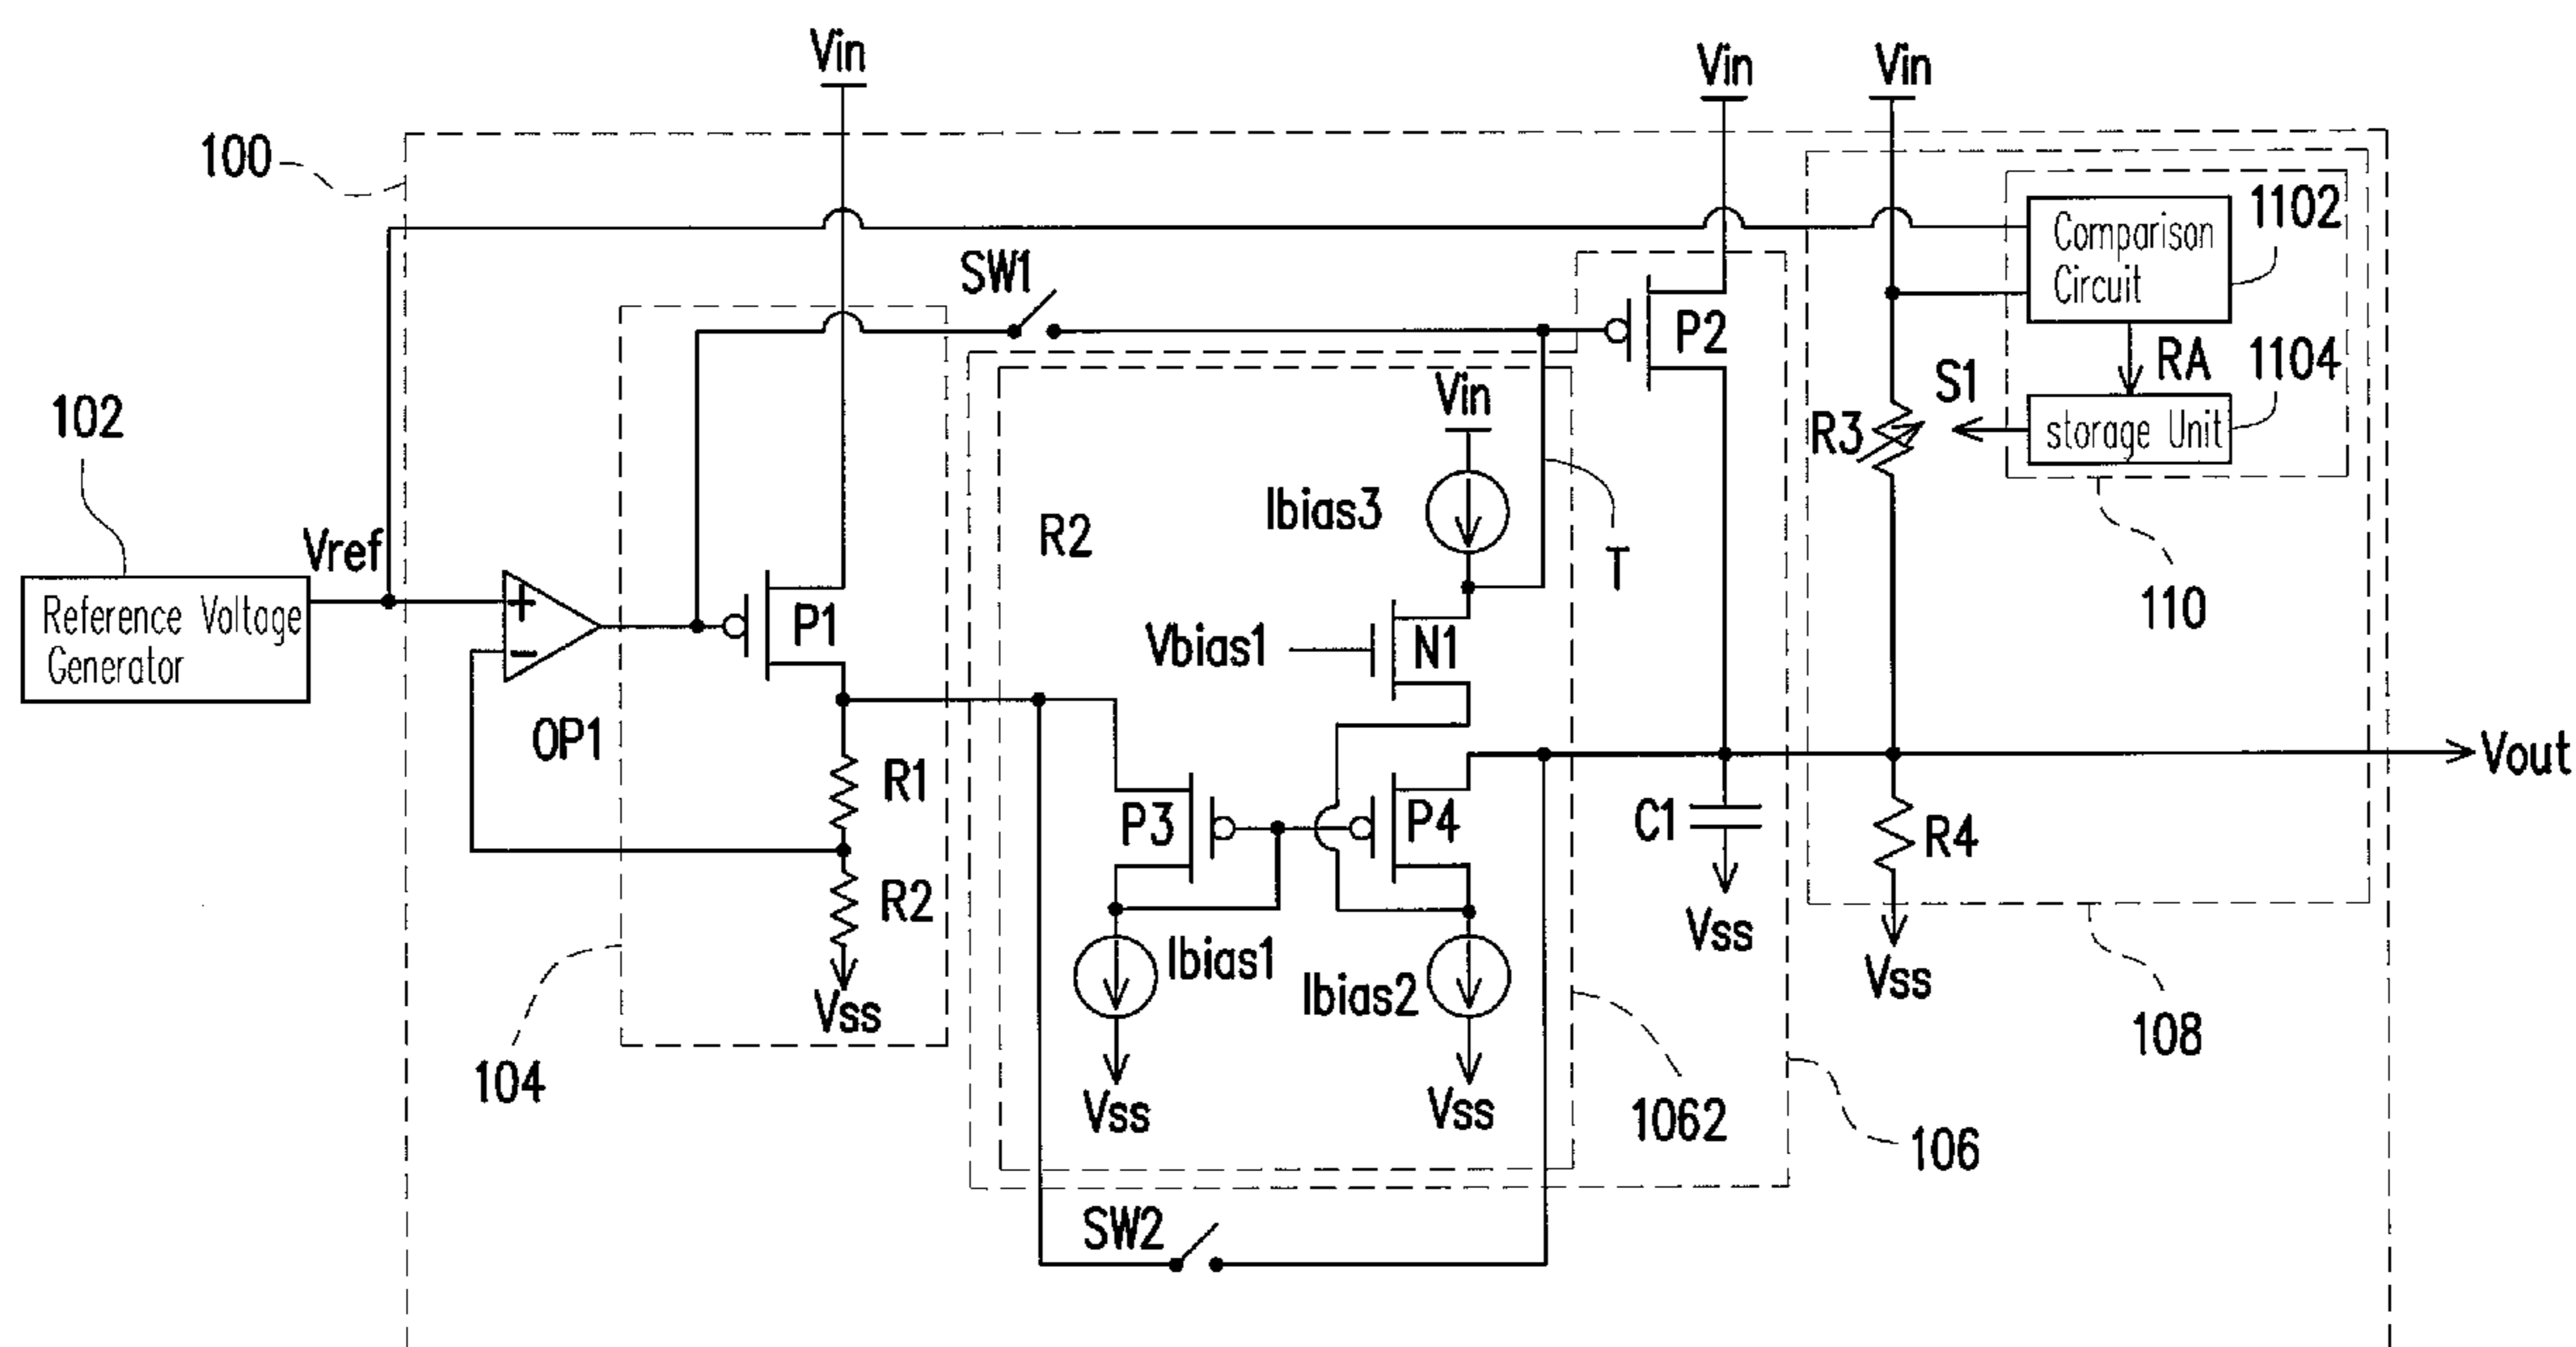 Vin
Vin
Vin
100
1102
Comparison
Circuit
SW1
P2
RA
1104
S1
Vin
102
R3
storage Unit
Ibias3
R2
T
Vref
110
Reference Voltage
Generator
+
-
P1
Vbias1
N1
OP1
Vout
R1
P3
P4
C1
R4
R2
Vss
Ibias1
Ibias2
Vss
Vss
104
108
Vss
Vss
1062
106
SW2